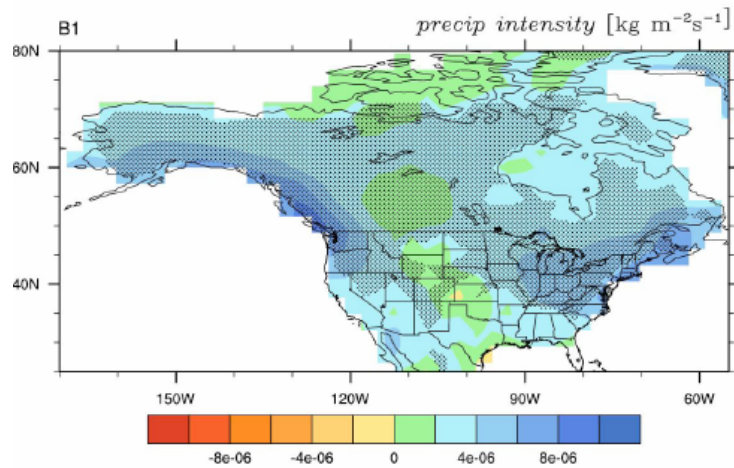 B1 precip intensity [kg m−2s−1]
80N
60N
40N
150W 120W 90W 60W
-8e-06 -4e-06 0 4e-06 8e-06